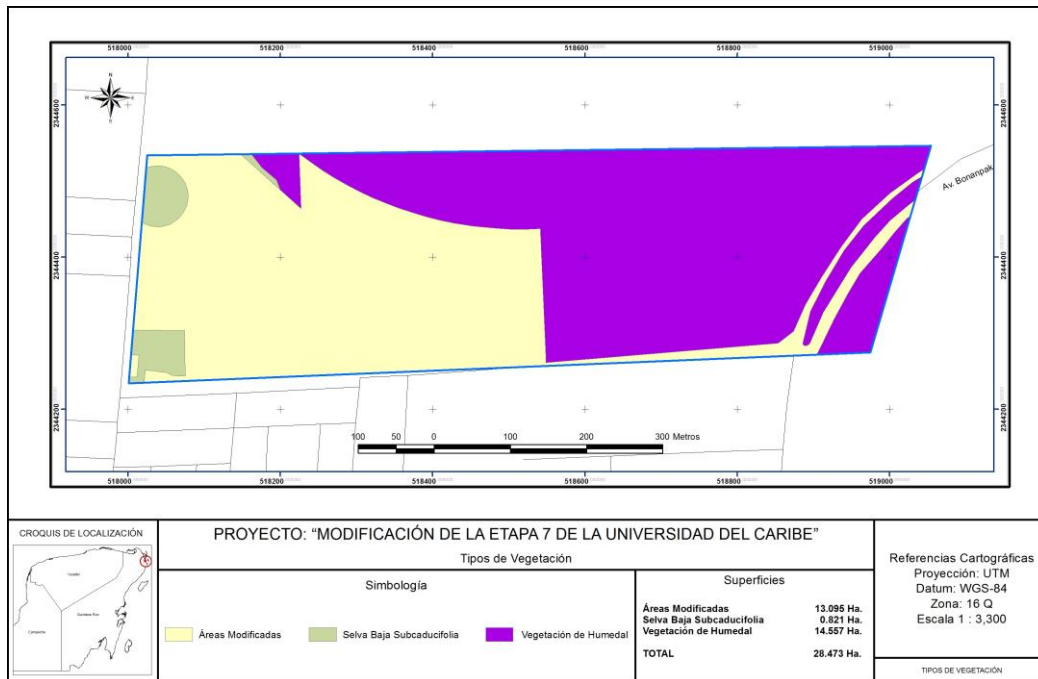 518000
518200
518400
518600
518800
519000
N
W
E
S
2344600
2344600
Av. Bonanpak
2344400
2344400
2344200
2344200
100 50 0 100 200 300 Metros
518000
518200
518400
518600
518800
519000
CROQUIS DE LOCALIZACIÓN
Yucatán
Quintana Roo
Campeche
PROYECTO: “MODIFICACIÓN DE LA ETAPA 7 DE LA UNIVERSIDAD DEL CARIBE”
Tipos de Vegetación
Simbología
Áreas Modificadas
Selva Baja Subcaducifolia
Vegetación de Humedal
Superficies
Áreas Modificadas 13.095 Ha.
Selva Baja Subcaducifolia 0.821 Ha.
Vegetación de Humedal 14.557 Ha.
TOTAL 28.473 Ha.
Referencias Cartográficas
Proyección: UTM
Datum: WGS-84
Zona: 16 Q
Escala 1 : 3,300
TIPOS DE VEGETACIÓN